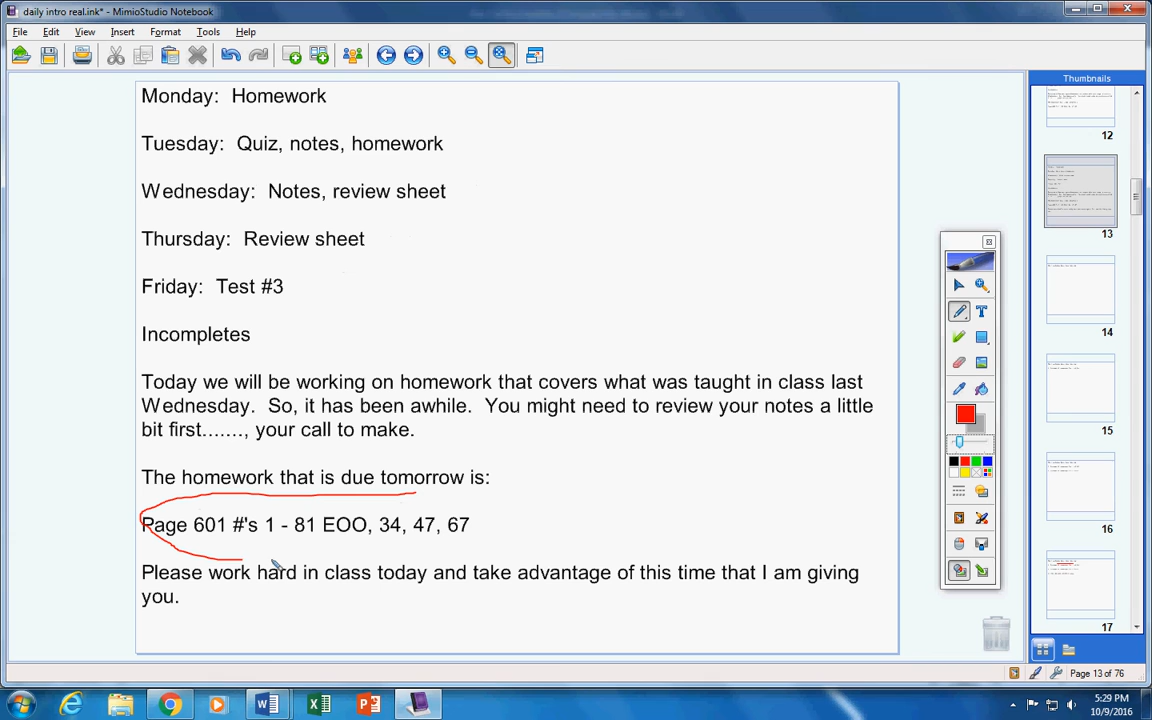 daily intro real.ink* - MimioStudio Notebook
File Edit View Insert Format Tools Help
Monday:  Homework
Tuesday:  Quiz, notes, homework
Wednesday:  Notes, review sheet
Thursday:  Review sheet
Friday:  Test #3
Incompletes
Today we will be working on homework that covers what was taught in class last
Wednesday.  So, it has been awhile.  You might need to review your notes a little
bit first......., your call to make.
The homework that is due tomorrow is:
Page 601 #'s 1 - 81 EOO, 34, 47, 67
Please work hard in class today and take advantage of this time that I am giving
you.
Thumbnails
12
13
14
15
16
17
Page 13 of 76
5:29 PM
10/9/2016